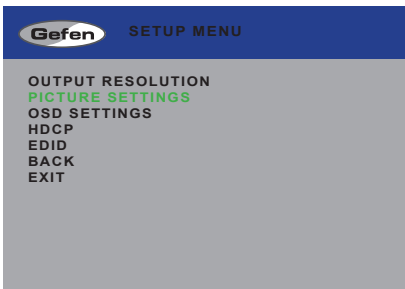 Gefen SETUP MENU
OUTPUT RESOLUTION
PICTURE SETTINGS
OSD SETTINGS
HDCP
EDID
BACK
EXIT